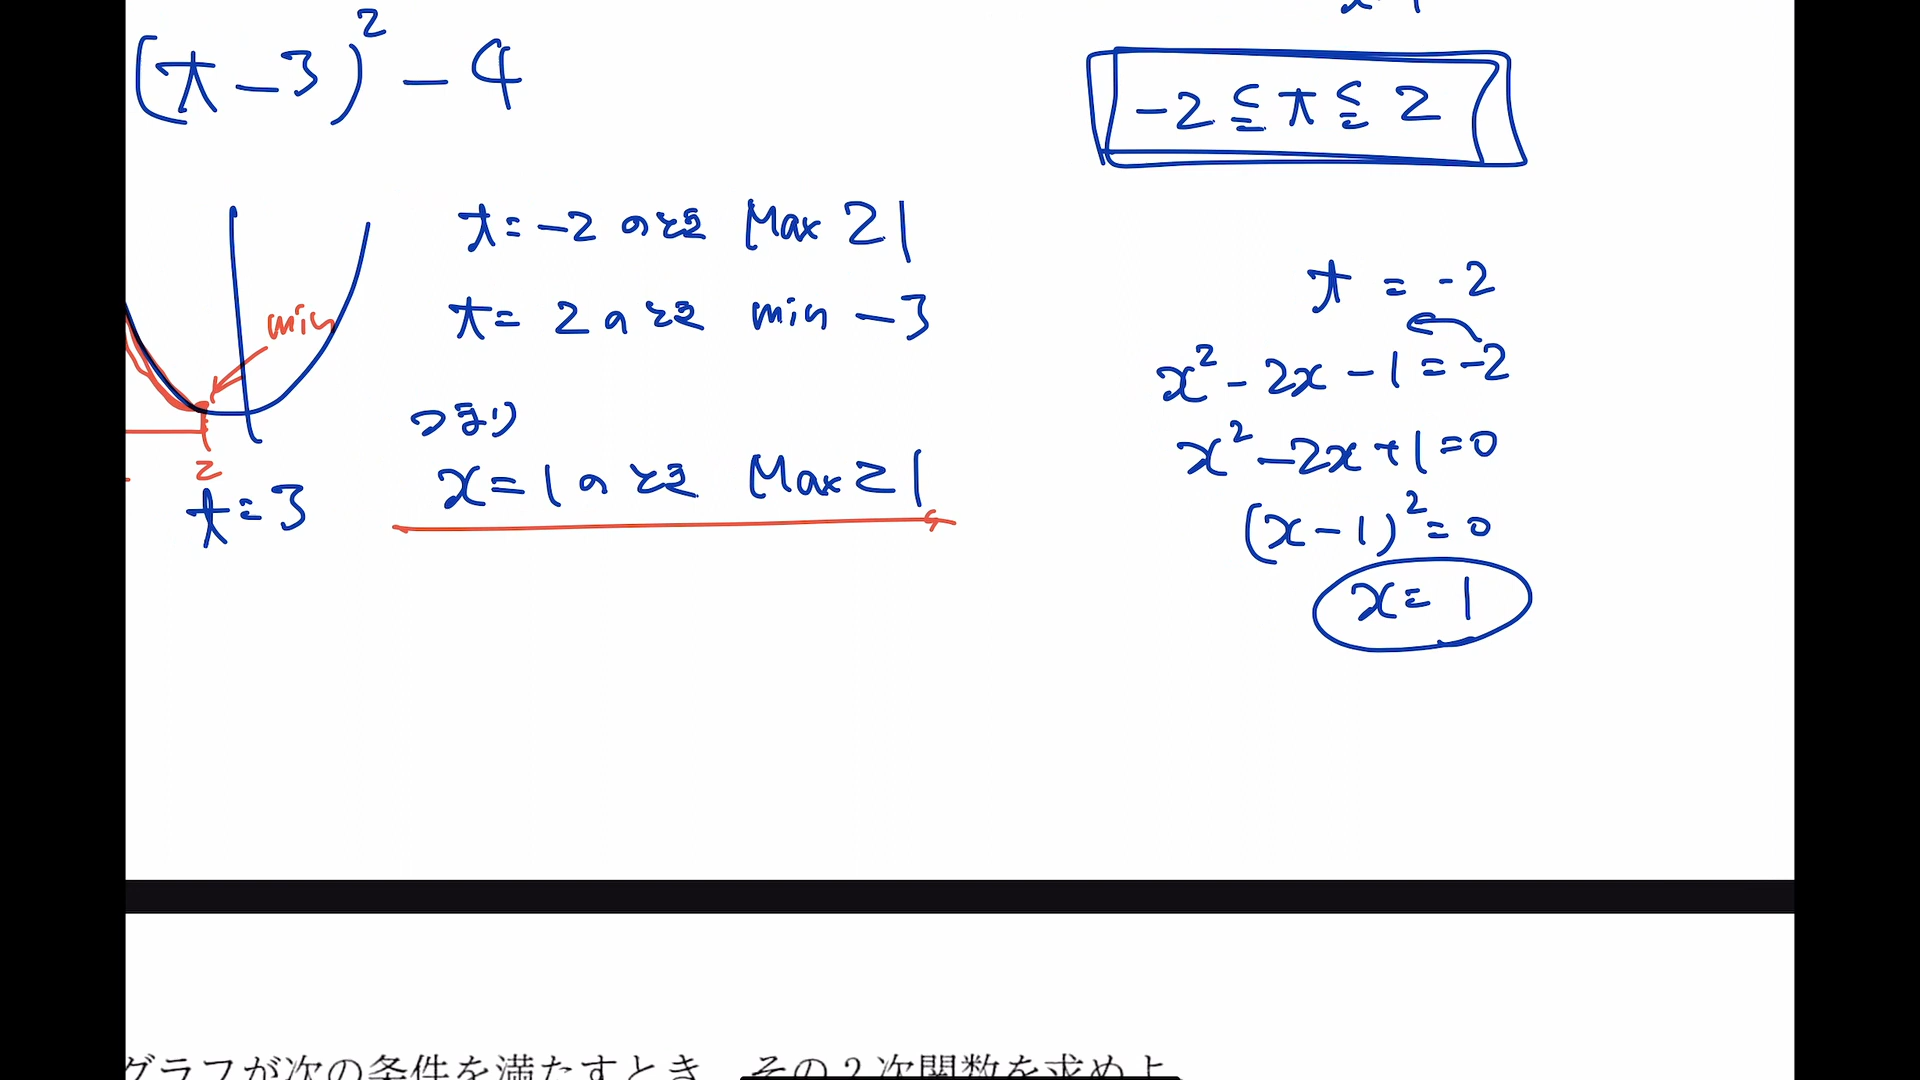 (t-3)² - 4
-2 ≦ t ≦ 2
t = -2 のとき Max 21
t = 2 のとき min -3
min
2
t = 3
つまり
x = 1 のとき Max 21
t = -2
x² - 2x - 1 = -2
x² - 2x + 1 = 0
(x - 1)² = 0
x = 1
グラフが次の条件を満たすとき, その2次関数を求めよ